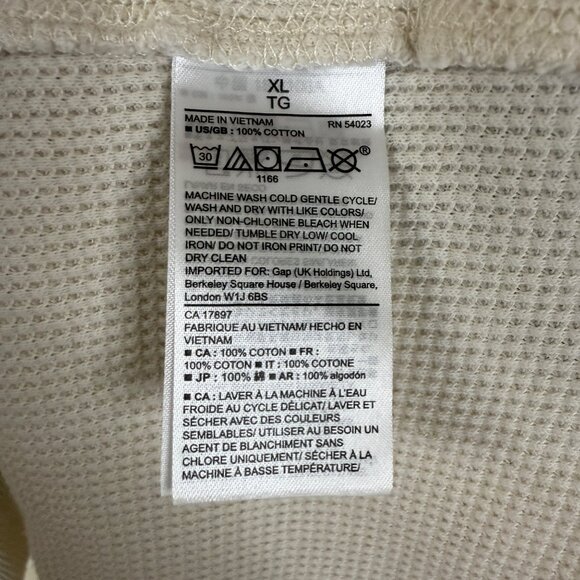 XL
TG
MADE IN VIETNAM RN 54023
■ US/GB : 100% COTTON
30
®
1166
MACHINE WASH COLD GENTLE CYCLE/
WASH AND DRY WITH LIKE COLORS/
ONLY NON-CHLORINE BLEACH WHEN
NEEDED/ TUMBLE DRY LOW/ COOL
IRON/ DO NOT IRON PRINT/ DO NOT
DRY CLEAN
IMPORTED FOR: Gap (UK Holdings) Ltd,
Berkeley Square House / Berkeley Square,
London W1J 6BS
CA 17897
FABRIQUE AU VIETNAM/ HECHO EN
VIETNAM
■ CA : 100% COTON ■ FR :
100% COTON ■ IT : 100% COTONE
■ JP : 100% 綿 ■ AR : 100% algodón
■ CA : LAVER À LA MACHINE À L'EAU
FROIDE AU CYCLE DÉLICAT/ LAVER ET
SÉCHER AVEC DES COULEURS
SEMBLABLES/ UTILISER AU BESOIN UN
AGENT DE BLANCHIMENT SANS
CHLORE UNIQUEMENT/ SÉCHER À LA
MACHINE À BASSE TEMPÉRATURE/